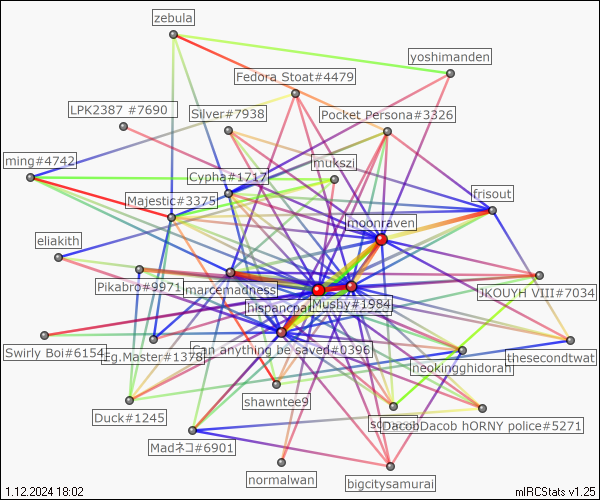 zebula
yoshimanden
Fedora Stoat#4479
LPK2387 #7690
Silver#7938
Pocket Persona#3326
ming#4742
mukszi
Cypha#1717
Majestic#3375
frisout
moonraven
eliakith
Pikabro#9971
marcemadness
JKOUYH VIII#7034
hispancpa
Mushy#1984
Swirly Boi#6154
Eg.Master#1378
Can anything be saved#0396
thesecondtwat
neokingghidorah
shawntee9
Duck#1245
DacobDacob hORNY police#5271
Madネコ#6901
normalwan
bigcitysamurai
1.12.2024 18:02
mIRCStats v1.25